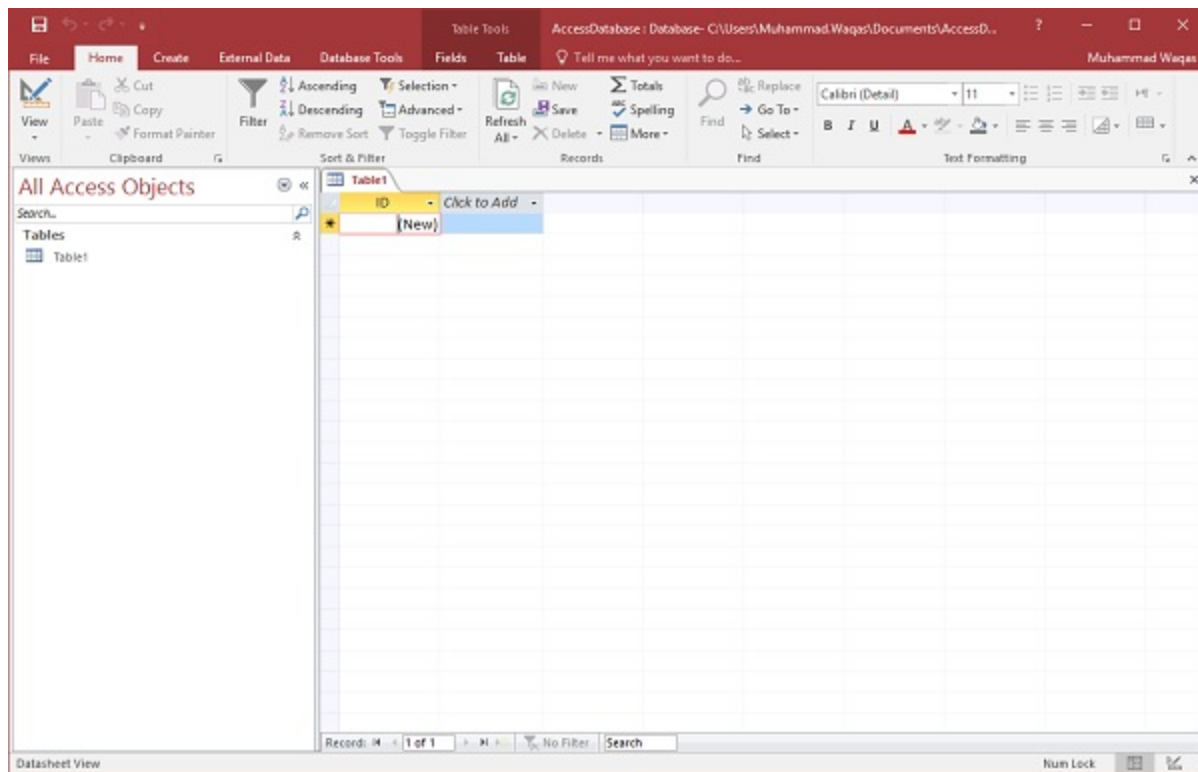 Table Tools AccessDatabase : Database- C:\Users\Muhammad.Waqas\Documents\AccessD... ?
File Home Create External Data Database Tools Fields Table Tell me what you want to do... Muhammad Waqas
View Paste Cut Copy Format Painter Filter Ascending Descending Remove Sort Selection Advanced Toggle Filter Refresh All New Save Delete Totals Spelling More Find Replace Go To Select Calibri (Detail) 11 B I U A
Views Clipboard Sort & Filter Records Find Text Formatting
All Access Objects Table1
Search...
ID Click to Add
(New)
Tables
Table1
Record: 1 of 1 No Filter Search
Datasheet View Num Lock